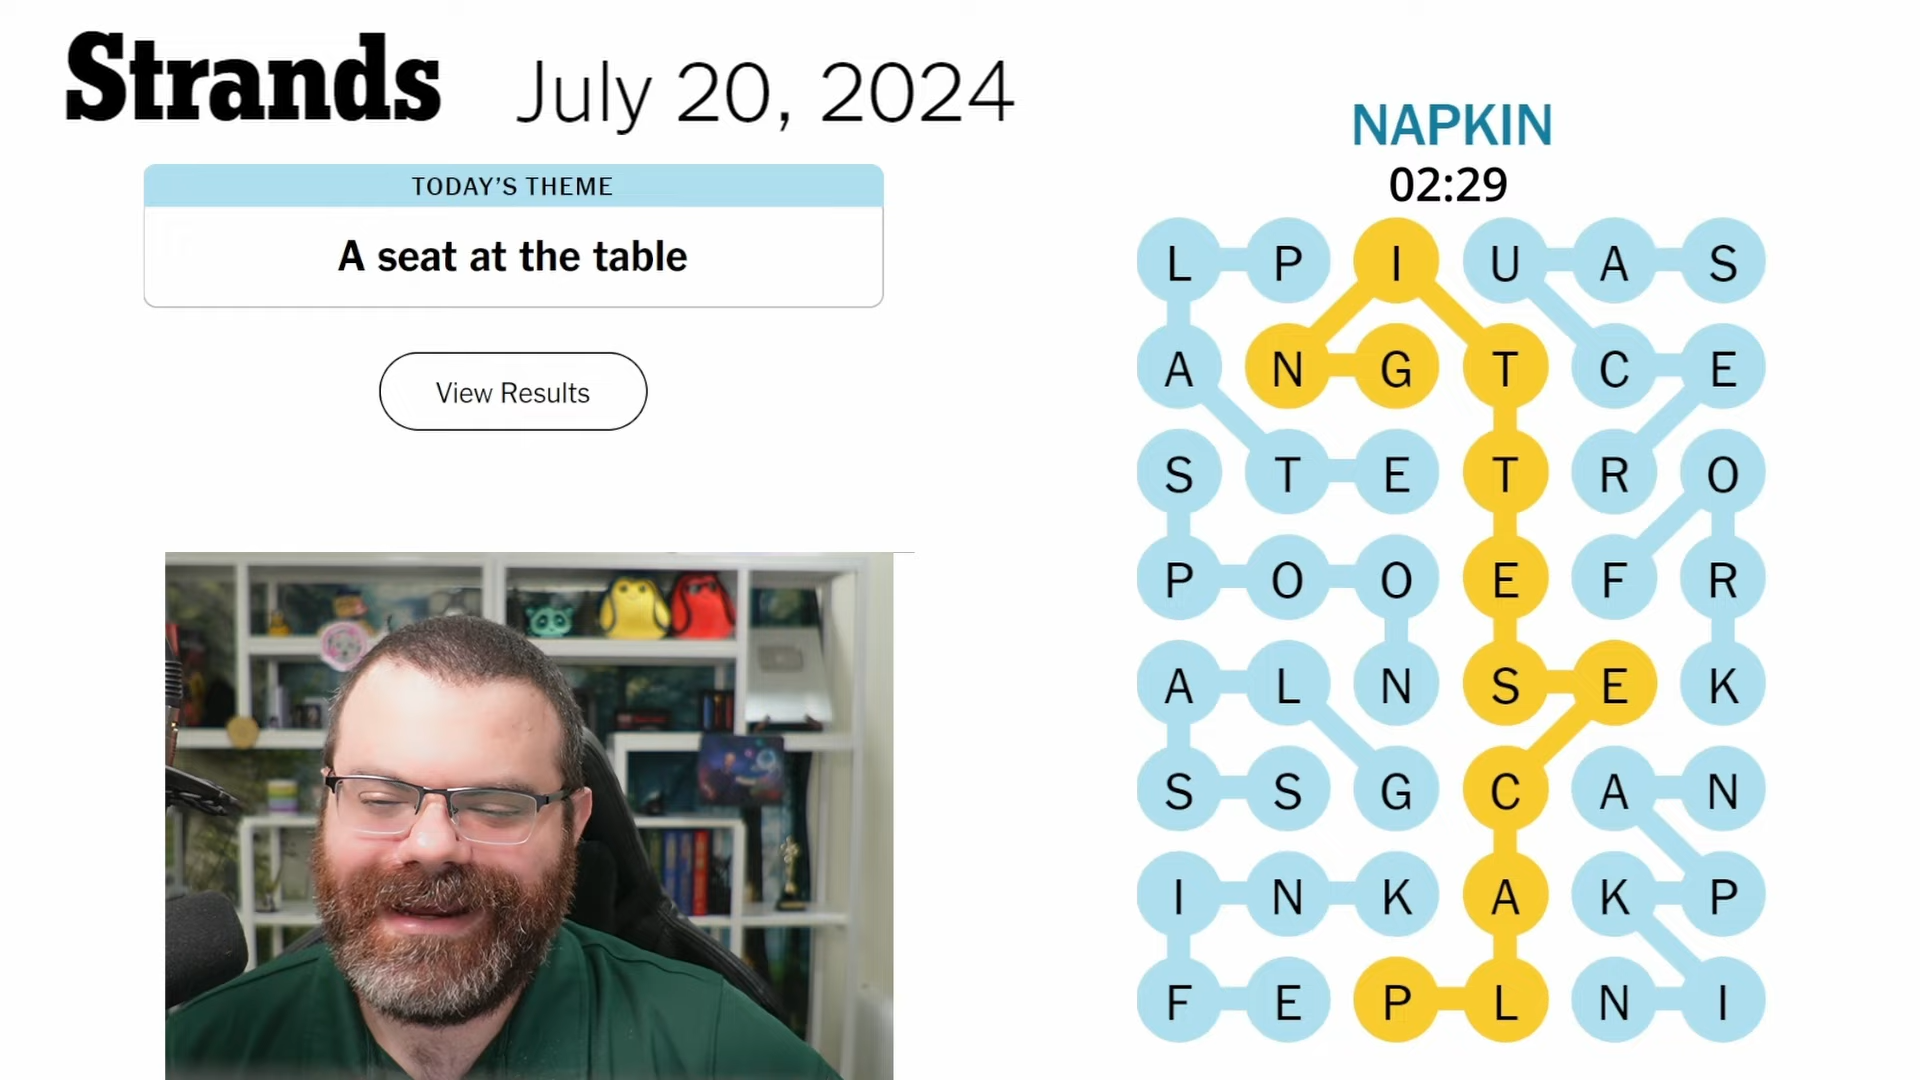 Strands July 20, 2024
TODAY'S THEME
A seat at the table
View Results
NAPKIN
02:29
L P I U A S
A N G T C E
S T E T R O
P O O E F R
A L N S E K
S S G C A N
I N K A K P
F E P L N I